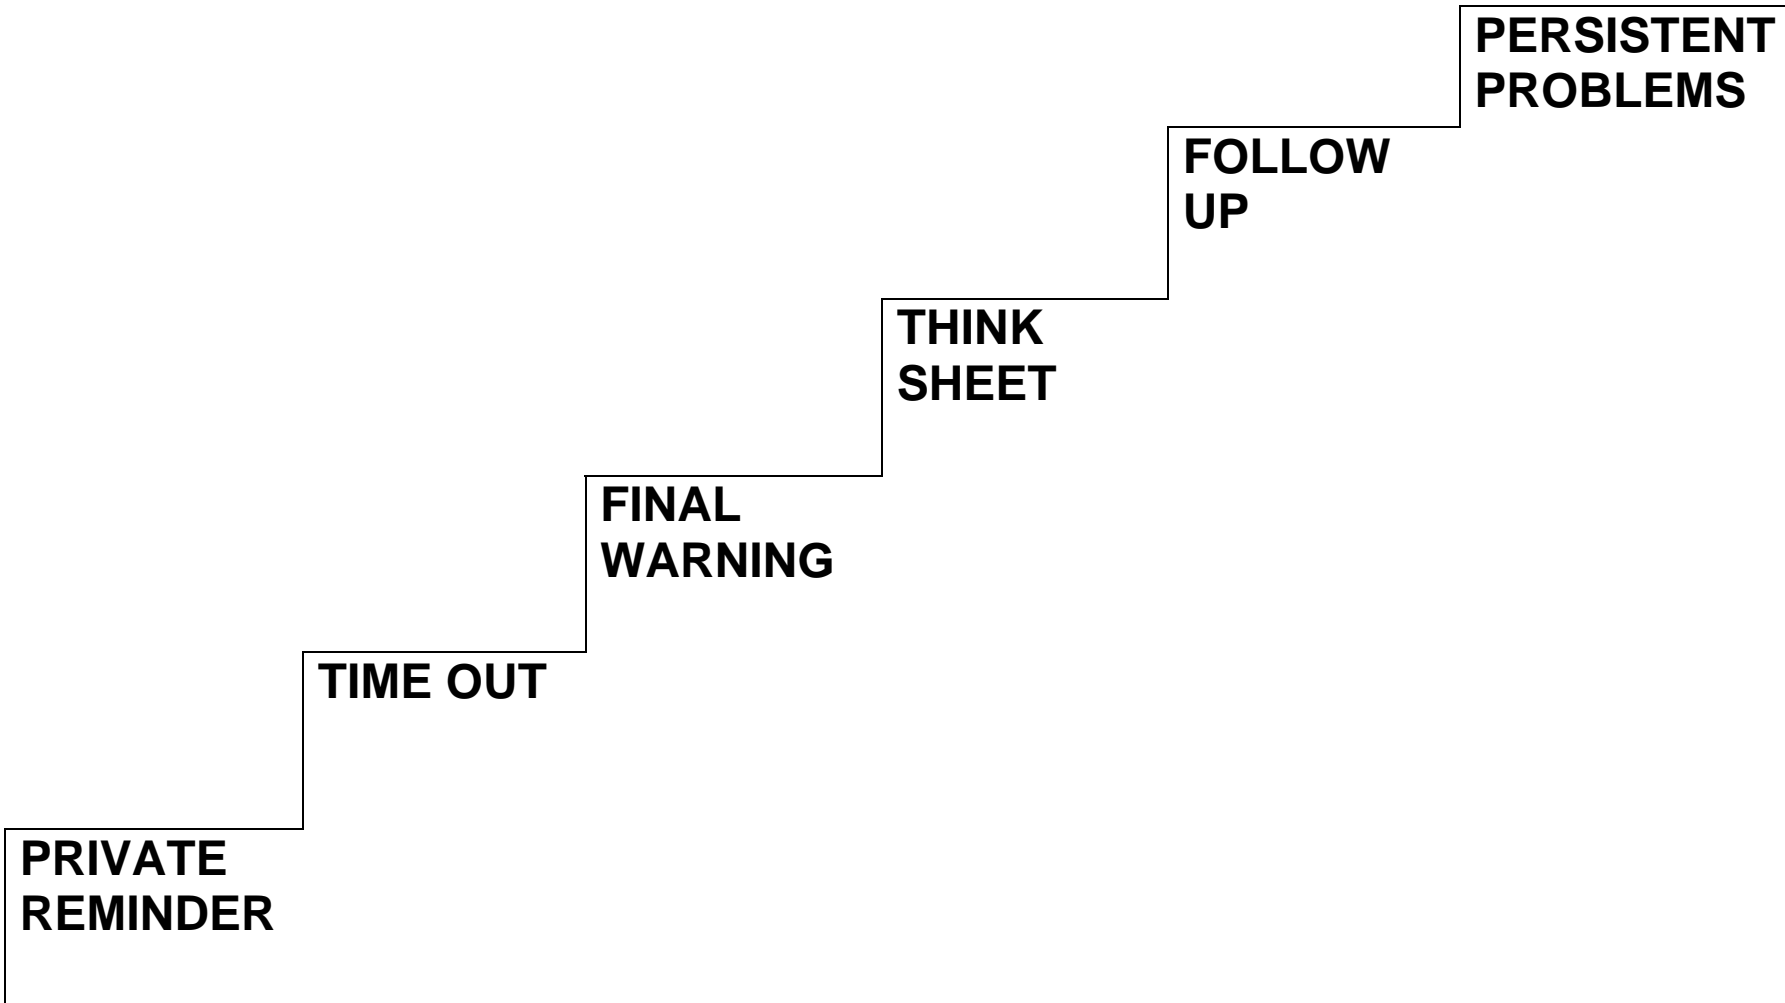 PERSISTENT
PROBLEMS
FOLLOW
UP
THINK
SHEET
FINAL
WARNING
TIME OUT
PRIVATE
REMINDER